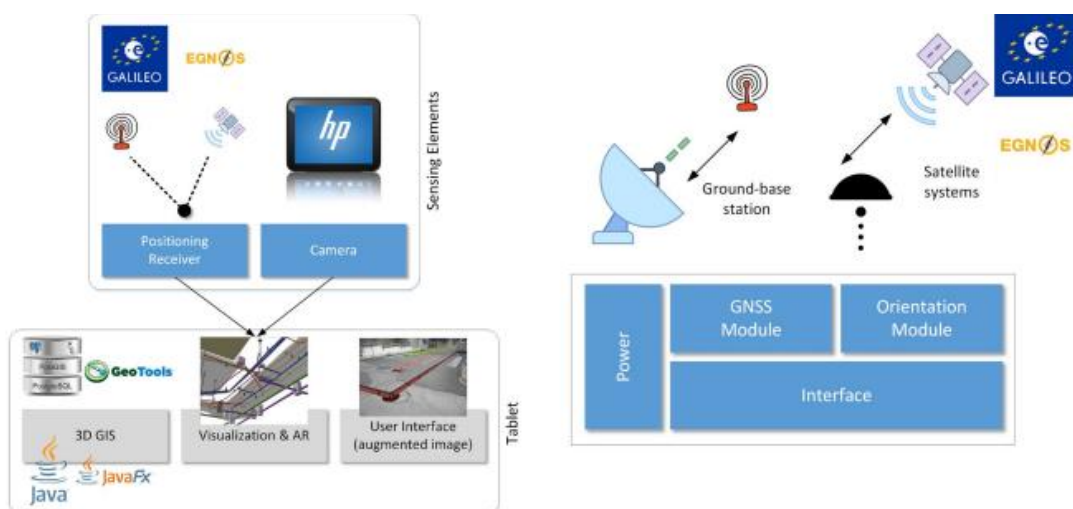 GALILEO
EGNOS
hp
Positioning
Receiver
Camera
Sensing Elements
PostGIS
PostgreSQL
GeoTools
3D GIS
Visualization & AR
User Interface
(augmented image)
Java
JavaFx
Tablet
GALILEO
EGNOS
Ground-base
station
Satellite
systems
Power
GNSS
Module
Orientation
Module
Interface